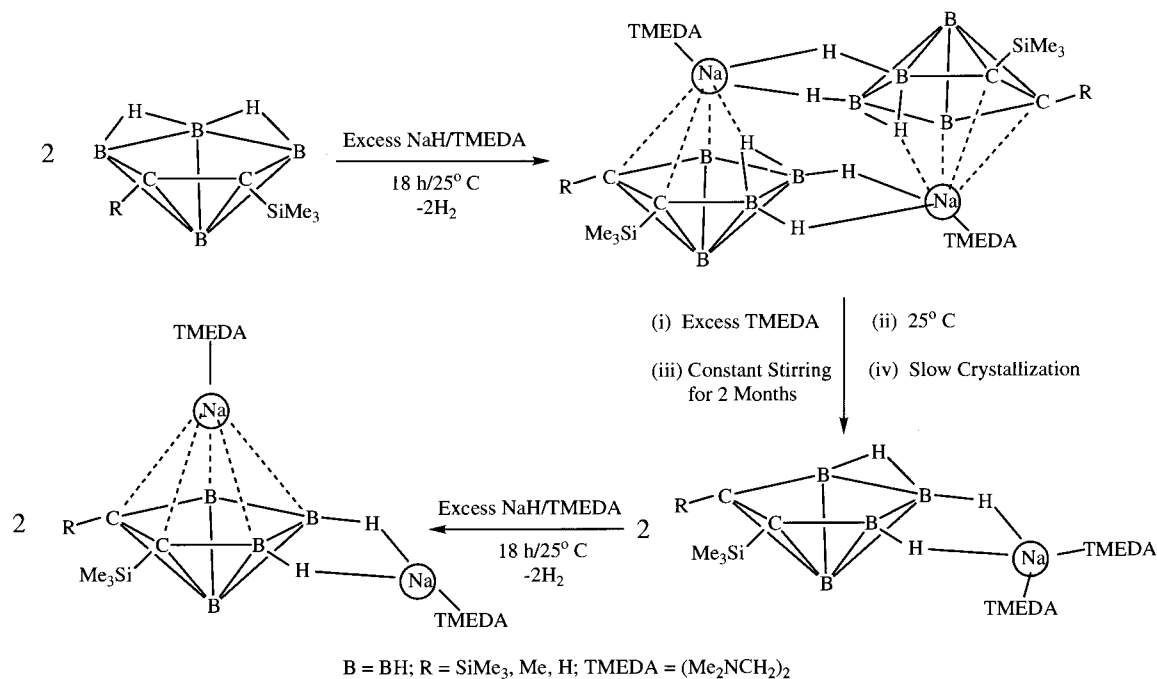 TMEDA
Na
H
B
SiMe₃
B
C
H
B
C
R
H
B
H
H
B
B
B
C
C
R
SiMe₃
B
2
Excess NaH/TMEDA
18 h/25° C
-2H₂
H
B
B
H
C
R
C
B
H
Me₃Si
B
Na
TMEDA
(i) Excess TMEDA
(ii) 25° C
(iii) Constant Stirring
for 2 Months
(iv) Slow Crystallization
TMEDA
Na
B
C
B
H
R
C
B
H
Me₃Si
B
Na
TMEDA
2
Excess NaH/TMEDA
18 h/25° C
-2H₂
2
H
B
C
B
H
R
C
B
H
Me₃Si
B
Na
TMEDA
TMEDA
B = BH; R = SiMe₃, Me, H; TMEDA = (Me₂NCH₂)₂